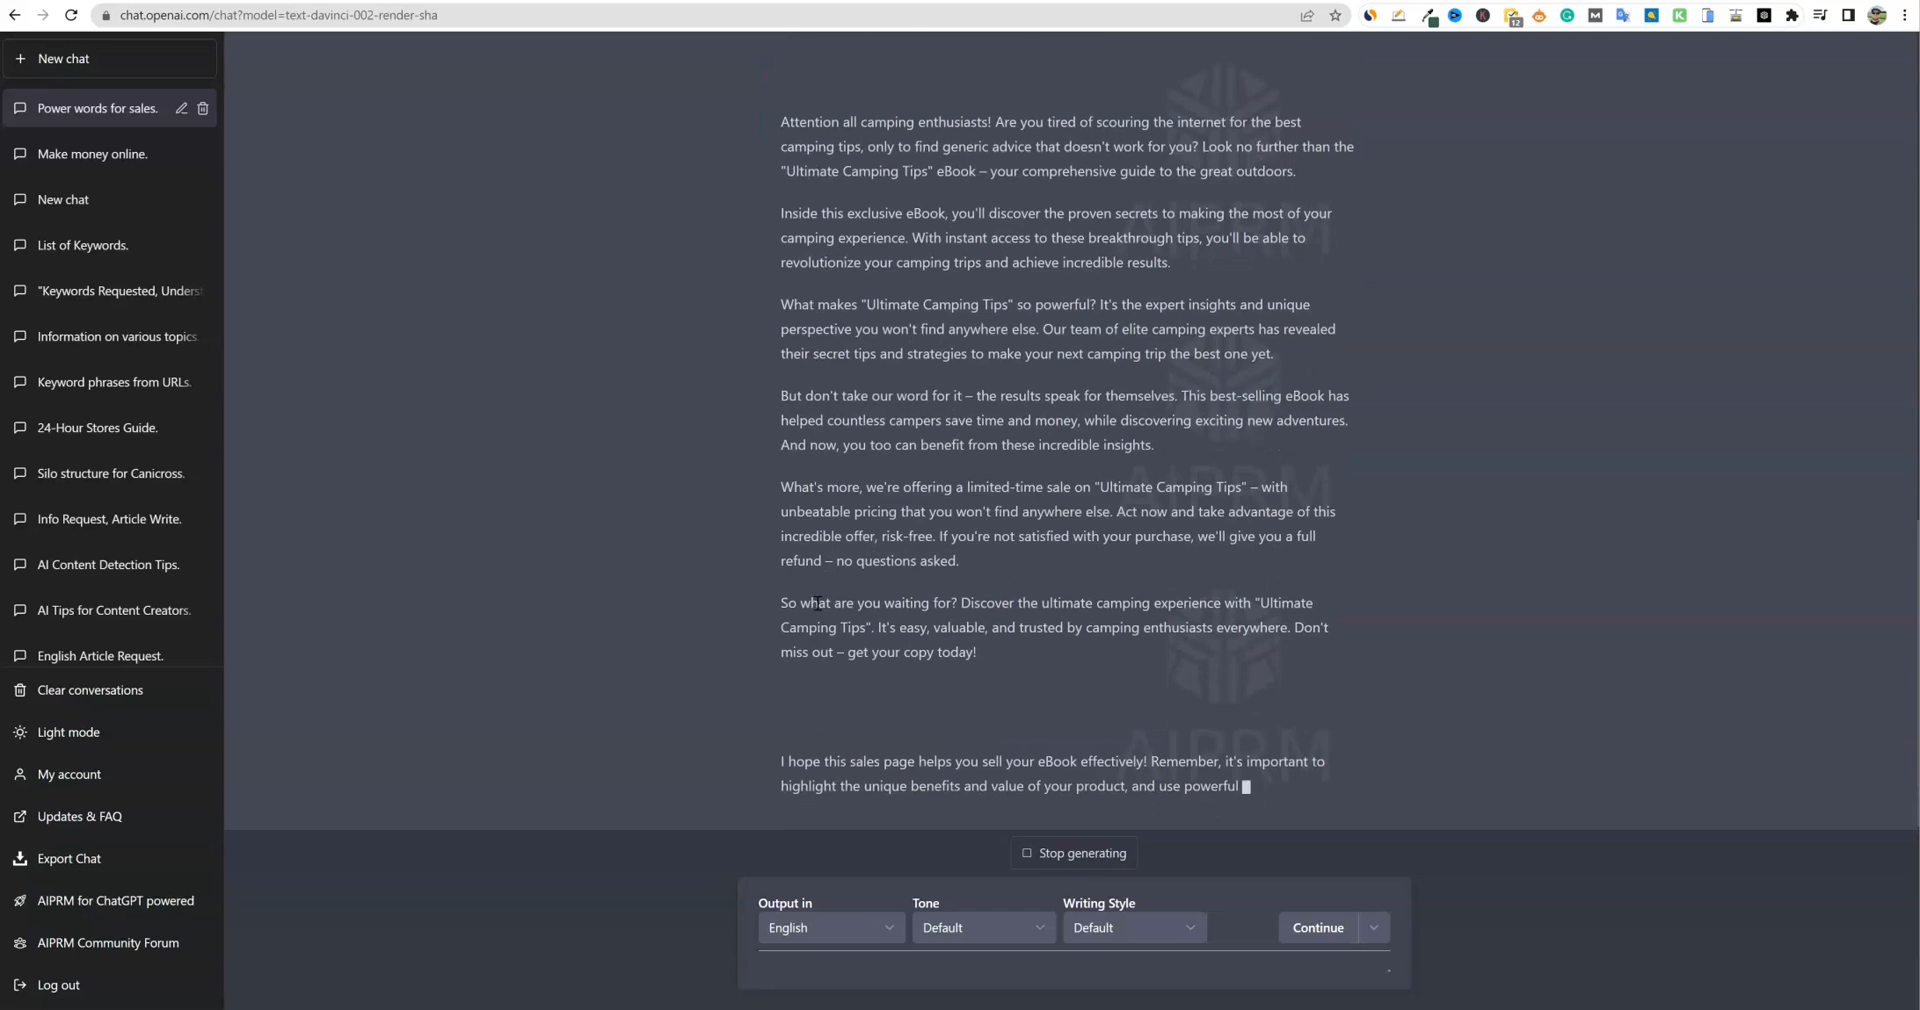 chat.openai.com/chat?model=text-davinci-002-render-sha
12
New chat
Power words for sales.
Make money online.
New chat
List of Keywords.
"Keywords Requested, Underst
Information on various topics.
Keyword phrases from URLs.
24-Hour Stores Guide.
Silo structure for Canicross.
Info Request, Article Write.
AI Content Detection Tips.
AI Tips for Content Creators.
English Article Request.
Clear conversations
Light mode
My account
Updates & FAQ
Export Chat
AIPRM for ChatGPT powered
AIPRM Community Forum
Log out
Attention all camping enthusiasts! Are you tired of scouring the internet for the best
camping tips, only to find generic advice that doesn't work for you? Look no further than the
"Ultimate Camping Tips" eBook – your comprehensive guide to the great outdoors.
Inside this exclusive eBook, you'll discover the proven secrets to making the most of your
camping experience. With instant access to these breakthrough tips, you'll be able to
revolutionize your camping trips and achieve incredible results.
What makes "Ultimate Camping Tips" so powerful? It's the expert insights and unique
perspective you won't find anywhere else. Our team of elite camping experts has revealed
their secret tips and strategies to make your next camping trip the best one yet.
But don't take our word for it – the results speak for themselves. This best-selling eBook has
helped countless campers save time and money, while discovering exciting new adventures.
And now, you too can benefit from these incredible insights.
What's more, we're offering a limited-time sale on "Ultimate Camping Tips" – with
unbeatable pricing that you won't find anywhere else. Act now and take advantage of this
incredible offer, risk-free. If you're not satisfied with your purchase, we'll give you a full
refund – no questions asked.
So what are you waiting for? Discover the ultimate camping experience with "Ultimate
Camping Tips". It's easy, valuable, and trusted by camping enthusiasts everywhere. Don't
miss out – get your copy today!
I hope this sales page helps you sell your eBook effectively! Remember, it's important to
highlight the unique benefits and value of your product, and use powerful
AIPRM
AIPRM
AIPRM
Stop generating
Output in
Tone
Writing Style
English
Default
Default
Continue